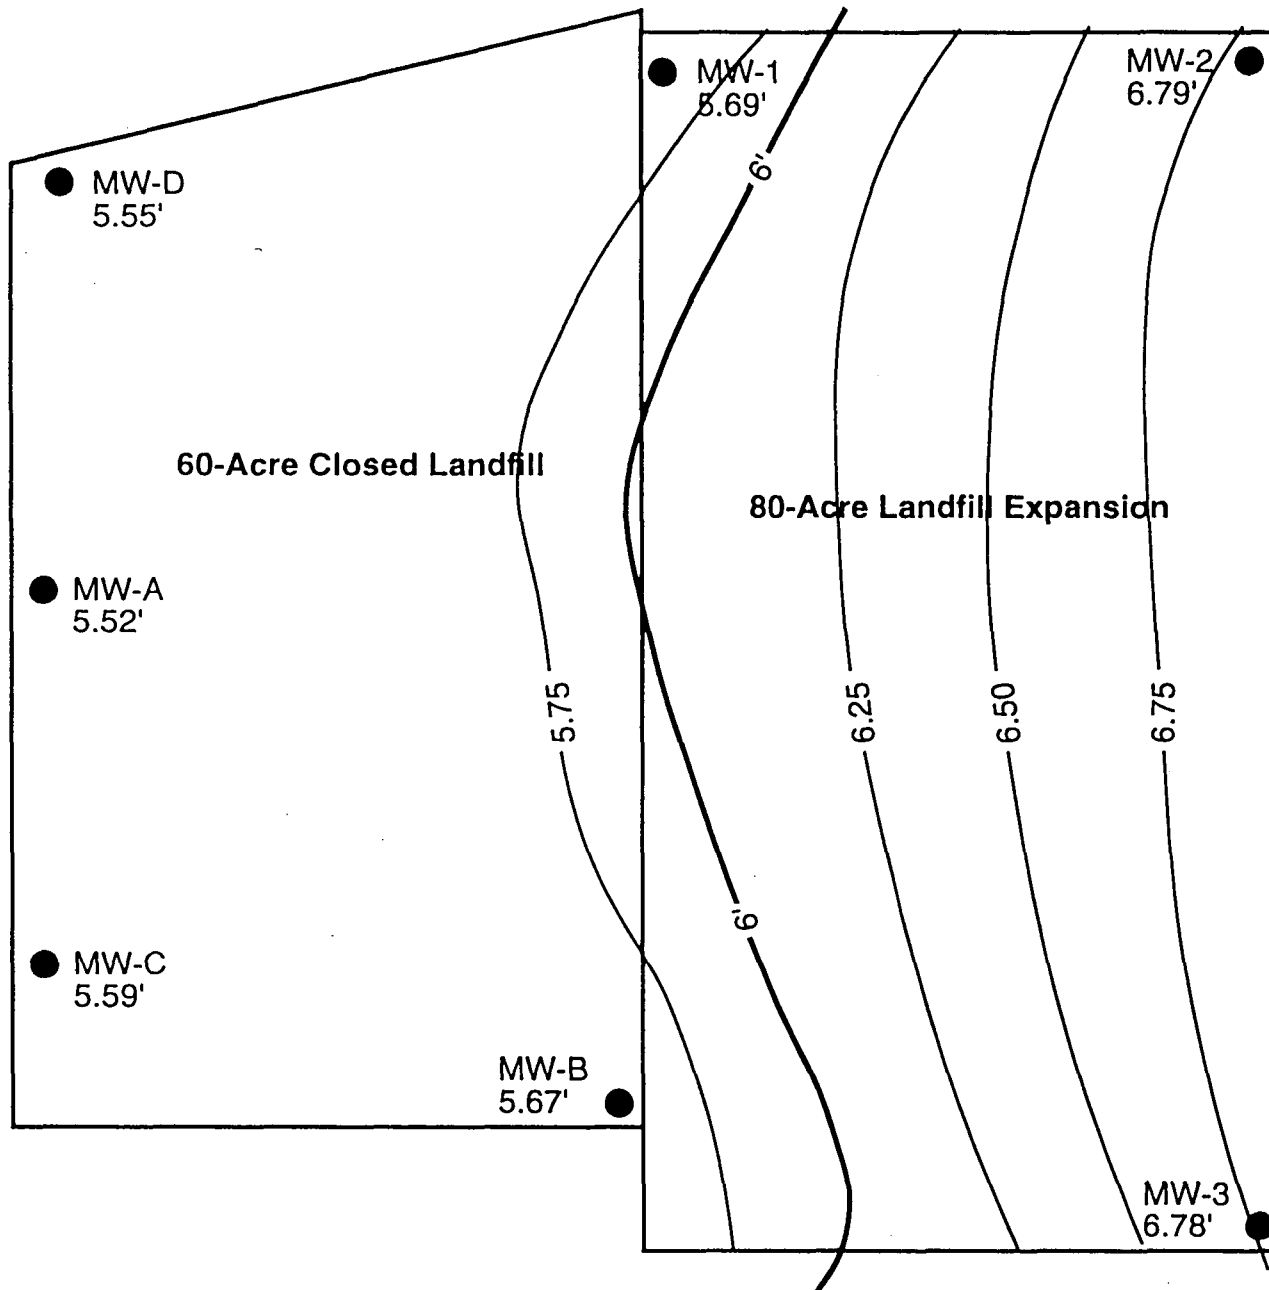 MW-1
5.69'
MW-2
6.79'
6'
MW-D
5.55'
60-Acre Closed Landfill
80-Acre Landfill Expansion
MW-A
5.52'
5.75
6.25
6.50
6.75
6'
MW-C
5.59'
MW-B
5.67'
MW-3
6.78'